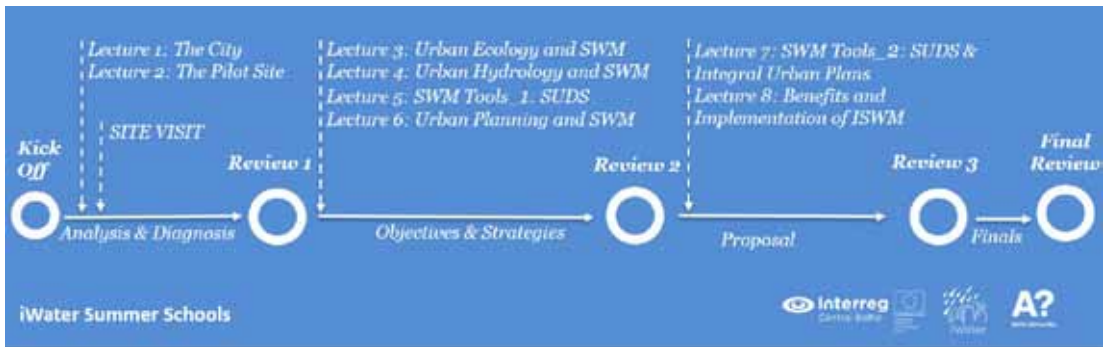 Lecture 1: The City
Lecture 2: The Pilot Site
SITE VISIT
Lecture 3: Urban Ecology and SWM
Lecture 4: Urban Hydrology and SWM
Lecture 5: SWM Tools_1. SUDS
Lecture 6: Urban Planning and SWM
Lecture 7: SWM Tools_2: SUDS &
Integral Urban Plans
Lecture 8: Benefits and
Implementation of ISWM
Kick
Off
Review 1
Review 2
Review 3
Final
Review
Analysis & Diagnosis
Objectives & Strategies
Proposal
Finals
iWater Summer Schools
Interreg
Central Baltic
iWater
A?